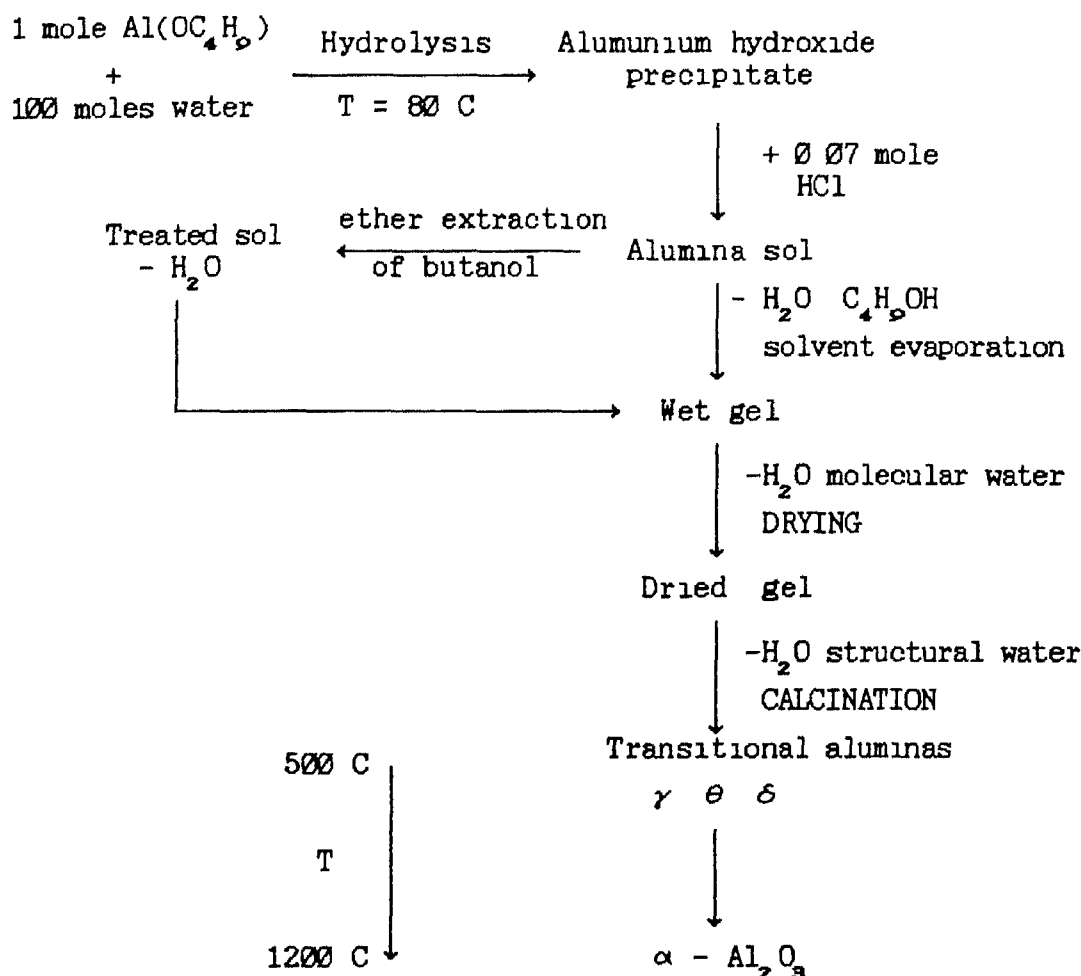 1 mole Al(OC₄H₉)
+
100 moles water
Hydrolysis
T = 80 C
Alumunium hydroxide
precipitate
+ 0 07 mole
HCl
Alumina sol
ether extraction
of butanol
Treated sol
- H₂O
- H₂O C₄H₉OH
solvent evaporation
Wet gel
-H₂O molecular water
DRYING
Dried gel
-H₂O structural water
CALCINATION
Transitional aluminas
γ θ δ
500 C
T
1200 C
α - Al₂O₃